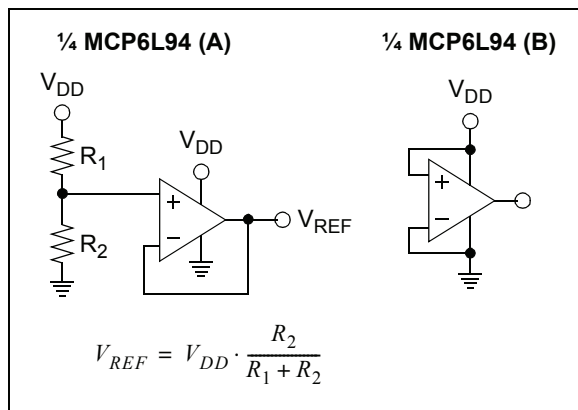 ¼ MCP6L94 (A)
¼ MCP6L94 (B)
V_DD
V_DD
V_DD
R_1
+
–
V_REF
R_2
+
–
V_REF = V_DD · R_2 / (R_1 + R_2)